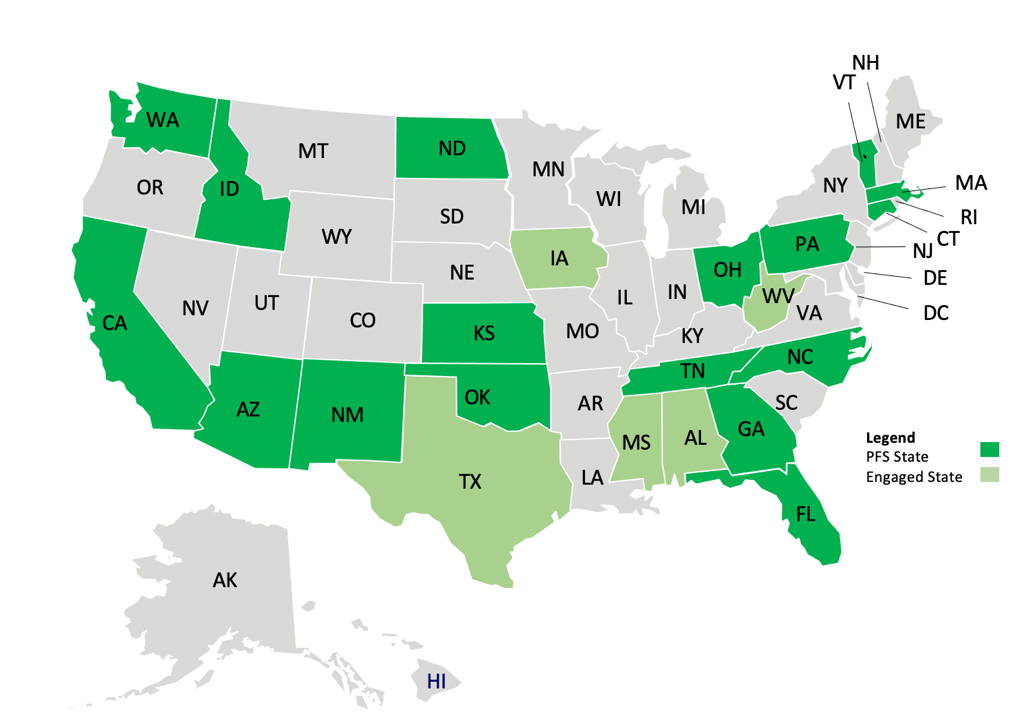 NH
VT
ME
WA
MT
ND
MN
OR
ID
SD
WI
MI
NY
MA
RI
CT
WY
IA
PA
NJ
NE
OH
DE
NV
UT
CO
IL
IN
WV
VA
DC
CA
KS
MO
KY
TN
NC
AZ
NM
OK
AR
SC
MS
AL
GA
TX
LA
FL
Legend
PFS State
Engaged State
AK
HI